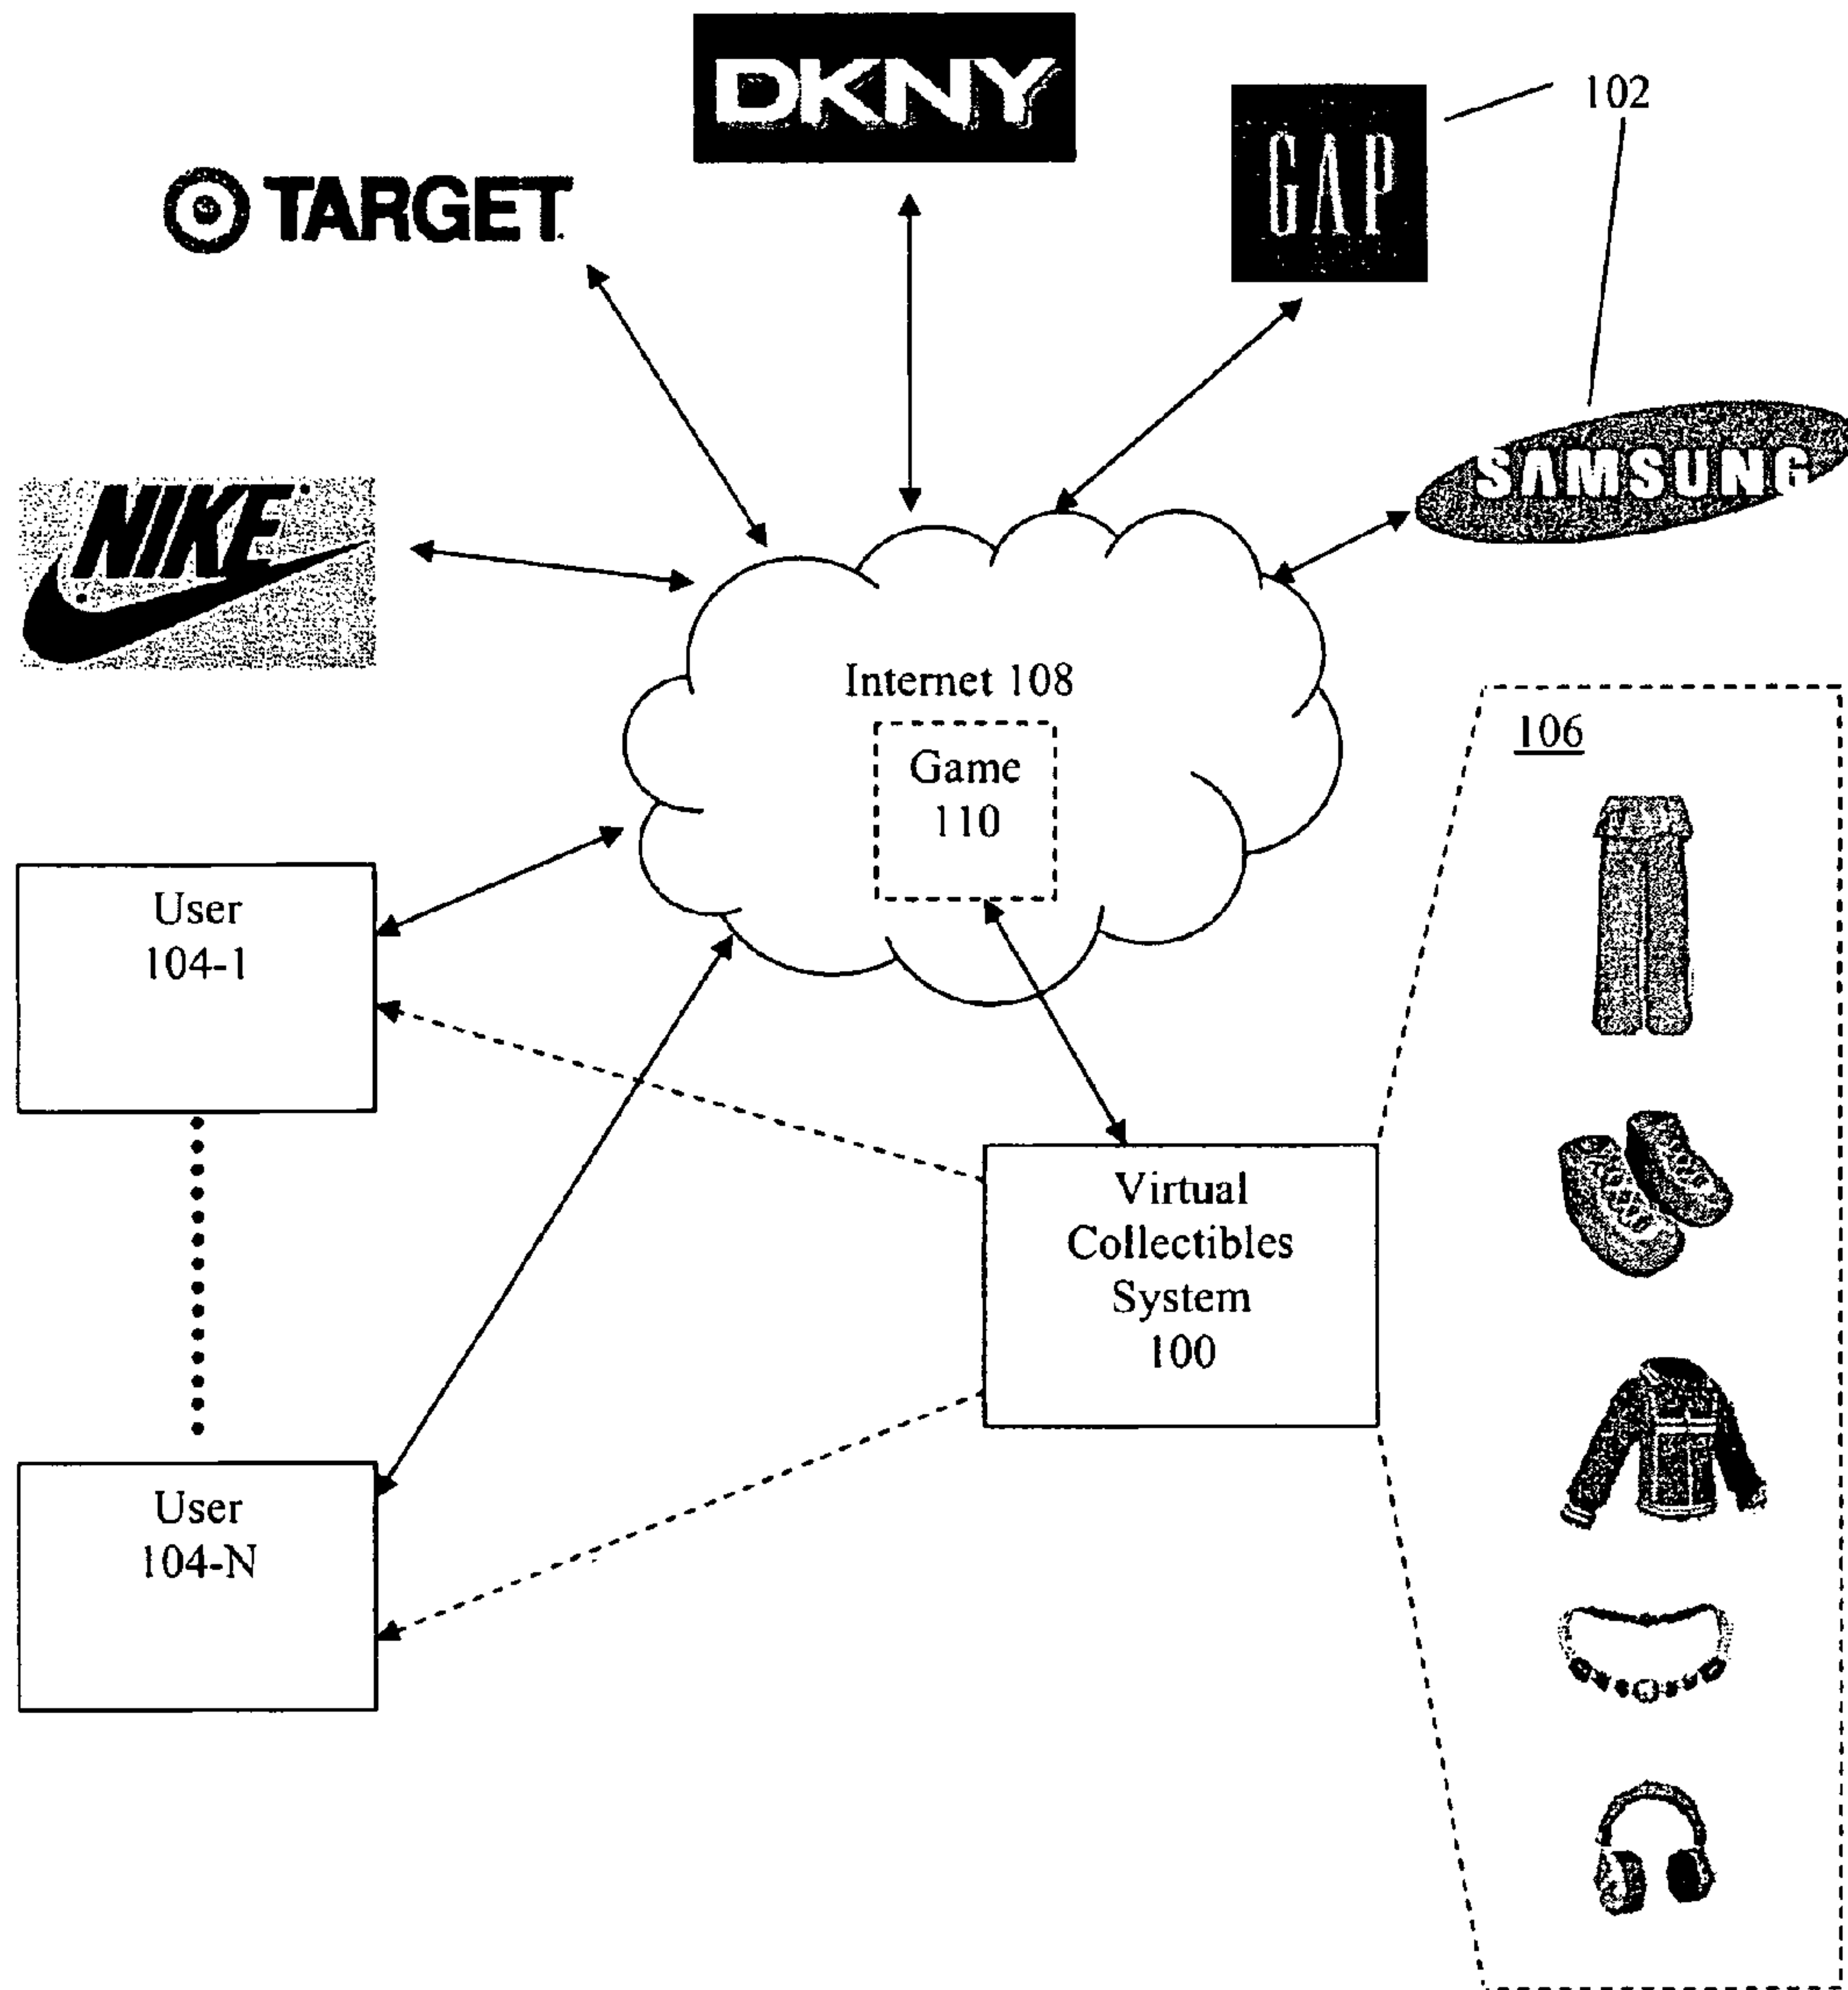 DKNY
102
GAP
TARGET
SAMSUNG
NIKE
Internet 108
Game
110
106
User
104-1
Virtual
Collectibles
System
100
User
104-N